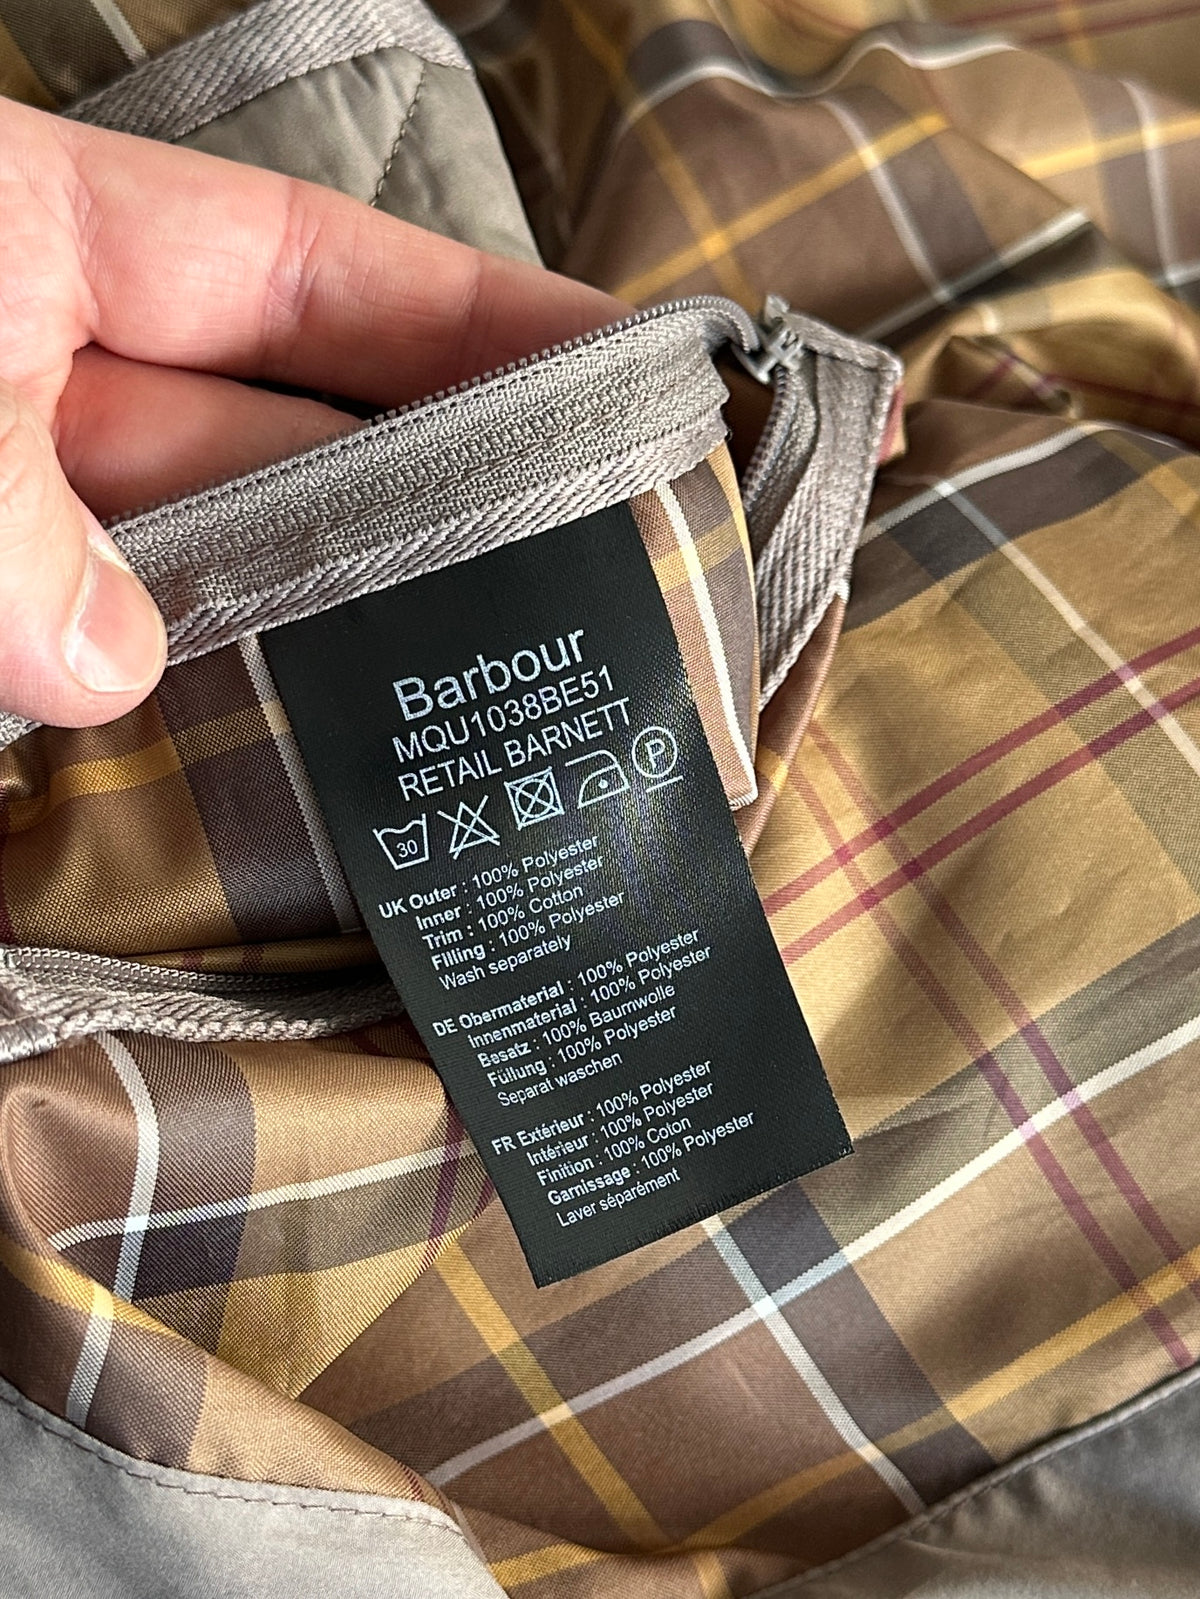 Barbour
MQU1038BE51
RETAIL BARNETT
30
P
UK Outer : 100% Polyester
Inner : 100% Polyester
Trim : 100% Cotton
Filling : 100% Polyester
Wash separately
DE Obermaterial : 100% Polyester
Innenmaterial : 100% Polyester
Besatz : 100% Baumwolle
Füllung : 100% Polyester
Separat waschen
FR Extérieur : 100% Polyester
Intérieur : 100% Polyester
Finition : 100% Coton
Garnissage : 100% Polyester
Laver séparément